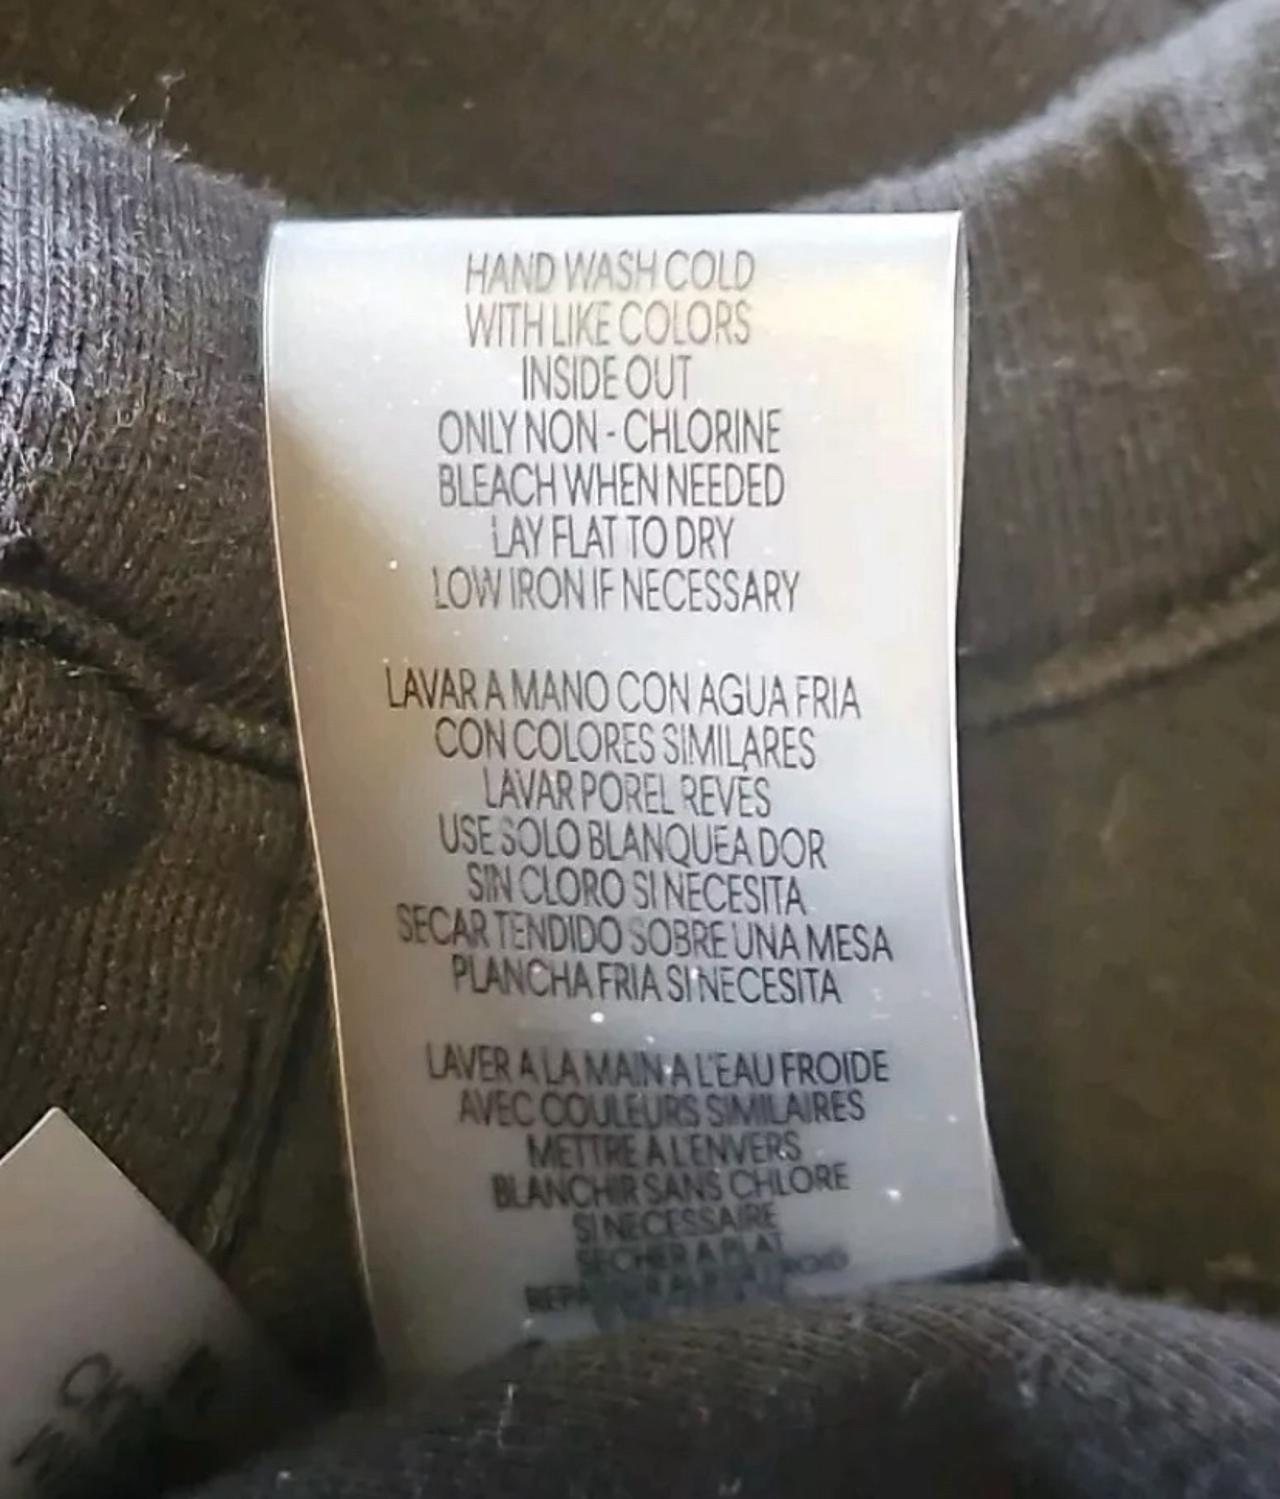 HAND WASH COLD
WITH LIKE COLORS
INSIDE OUT
ONLY NON - CHLORINE
BLEACH WHEN NEEDED
LAY FLAT TO DRY
LOW IRON IF NECESSARY
LAVAR A MANO CON AGUA FRIA
CON COLORES SIMILARES
LAVAR POREL REVÉS
USE SOLO BLANQUEA DOR
SIN CLORO SI NECESITA
SECAR TENDIDO SOBRE UNA MESA
PLANCHA FRIA SI NECESITA
LAVER A LA MAIN A L'EAU FROIDE
AVEC COULEURS SIMILAIRES
METTRE A L'ENVERS
BLANCHIR SANS CHLORE
SI NECESSAIRE
SECHER A PLAT